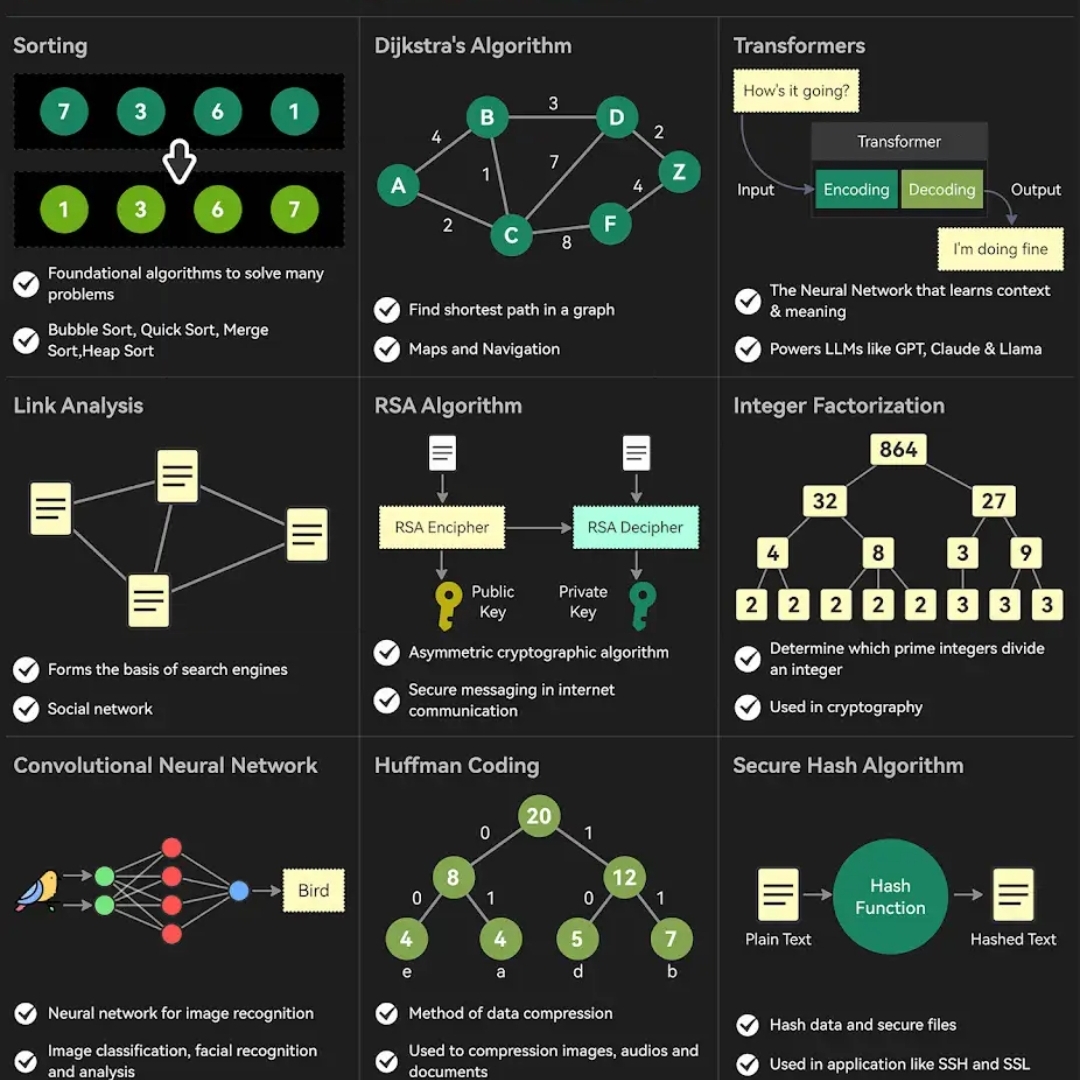 Sorting
7 3 6 1
1 3 6 7
Foundational algorithms to solve many
problems
Bubble Sort, Quick Sort, Merge
Sort,Heap Sort
Dijkstra's Algorithm
B 3 D
4 2
1 7 Z
A 4
2 F
C 8
Find shortest path in a graph
Maps and Navigation
Transformers
How's it going?
Transformer
Input Encoding Decoding Output
I'm doing fine
The Neural Network that learns context
& meaning
Powers LLMs like GPT, Claude & Llama
Link Analysis
Forms the basis of search engines
Social network
RSA Algorithm
RSA Encipher RSA Decipher
Public
Key
Private
Key
Asymmetric cryptographic algorithm
Secure messaging in internet
communication
Integer Factorization
864
32 27
4 8 3 9
2 2 2 2 2 3 3 3
Determine which prime integers divide
an integer
Used in cryptography
Convolutional Neural Network
Bird
Neural network for image recognition
Image classification, facial recognition
and analysis
Huffman Coding
20
0 1
8 12
0 1 0 1
4 4 5 7
e a d b
Method of data compression
Used to compression images, audios and
documents
Secure Hash Algorithm
Hash
Function
Plain Text Hashed Text
Hash data and secure files
Used in application like SSH and SSL